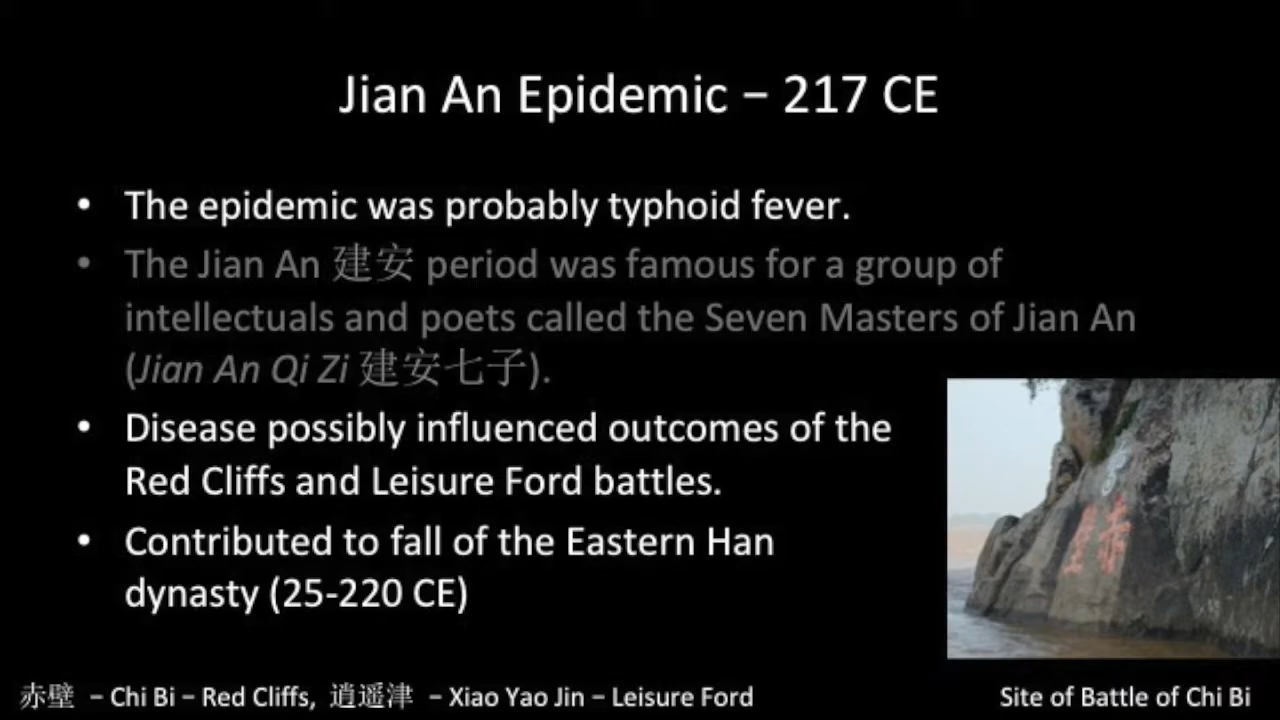 Jian An Epidemic – 217 CE
• The epidemic was probably typhoid fever.
• The Jian An 建安 period was famous for a group of
intellectuals and poets called the Seven Masters of Jian An
(Jian An Qi Zi 建安七子).
• Disease possibly influenced outcomes of the
Red Cliffs and Leisure Ford battles.
• Contributed to fall of the Eastern Han
dynasty (25-220 CE)
赤壁
赤壁 – Chi Bi – Red Cliffs, 逍遥津 – Xiao Yao Jin – Leisure Ford
Site of Battle of Chi Bi